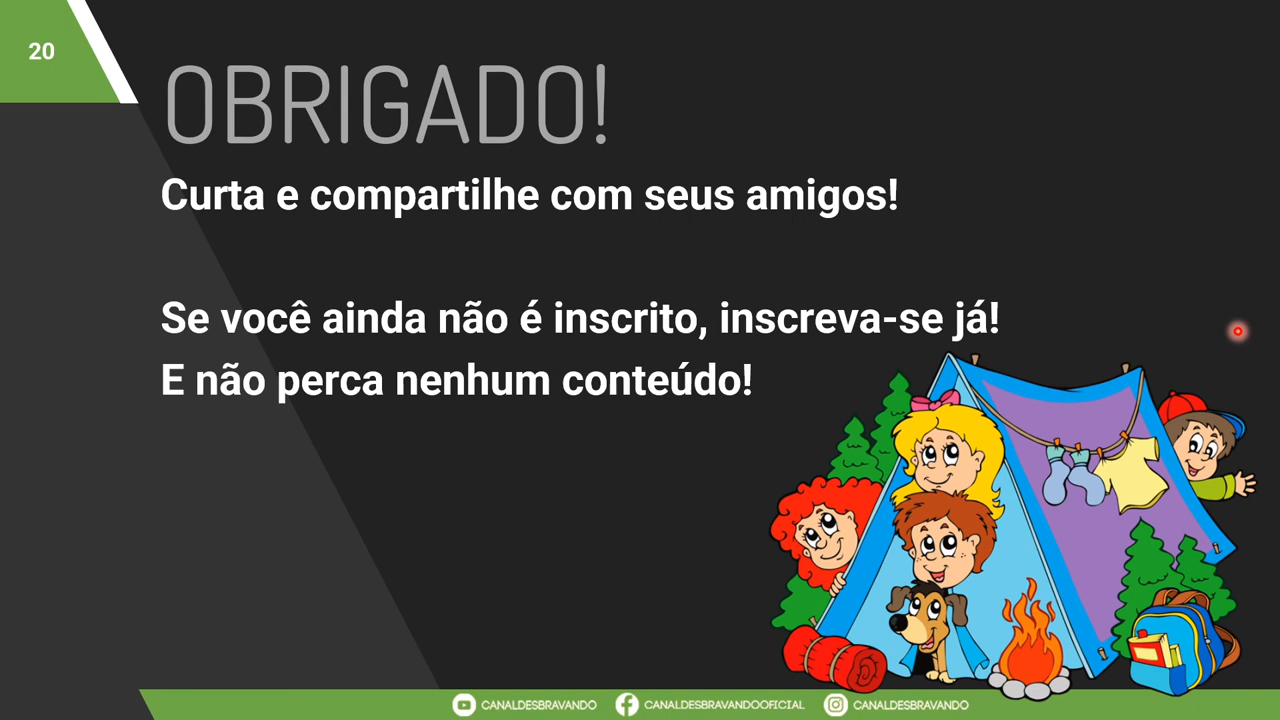 20
OBRIGADO!
Curta e compartilhe com seus amigos!
Se você ainda não é inscrito, inscreva-se já!
E não perca nenhum conteúdo!
CANALDESBRAVANDO CANALDESBRAVANDOOFICIAL CANALDESBRAVANDO